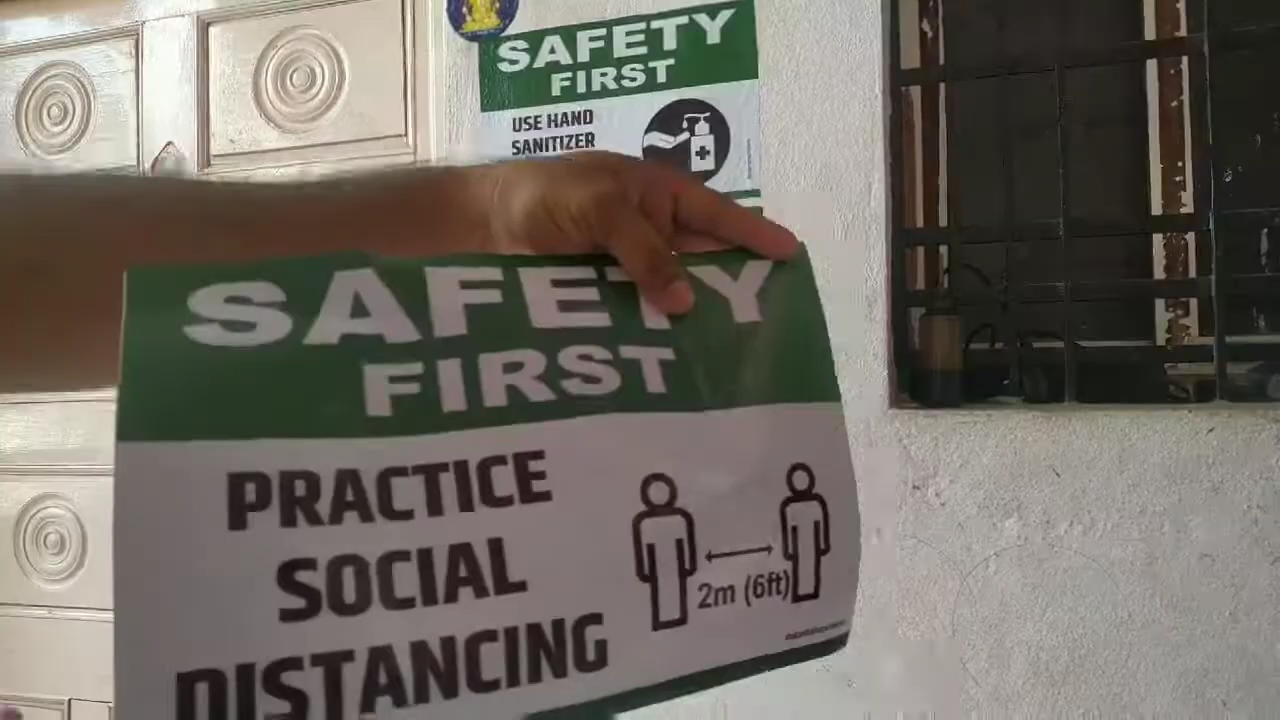 SAFETY
FIRST
USE HAND
SANITIZER
SAFETY
FIRST
PRACTICE
SOCIAL
DISTANCING
2m (6ft)